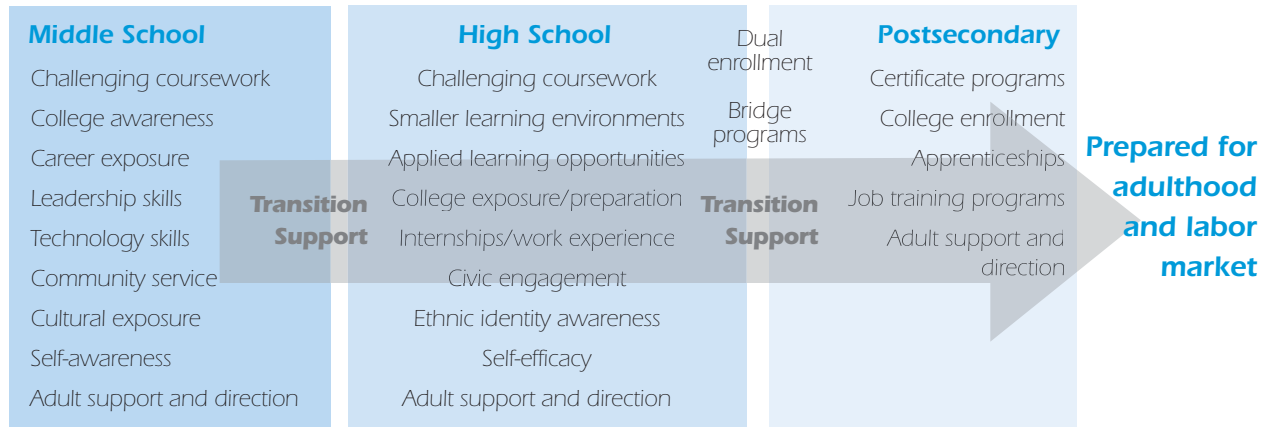 Middle School
Challenging coursework
College awareness
Career exposure
Leadership skills
Technology skills
Community service
Cultural exposure
Self-awareness
Adult support and direction
Transition
Support
High School
Challenging coursework
Smaller learning environments
Applied learning opportunities
College exposure/preparation
Internships/work experience
Civic engagement
Ethnic identity awareness
Self-efficacy
Adult support and direction
Dual
enrollment
Bridge
programs
Transition
Support
Postsecondary
Certificate programs
College enrollment
Apprenticeships
Job training programs
Adult support and
direction
Prepared for
adulthood
and labor
market